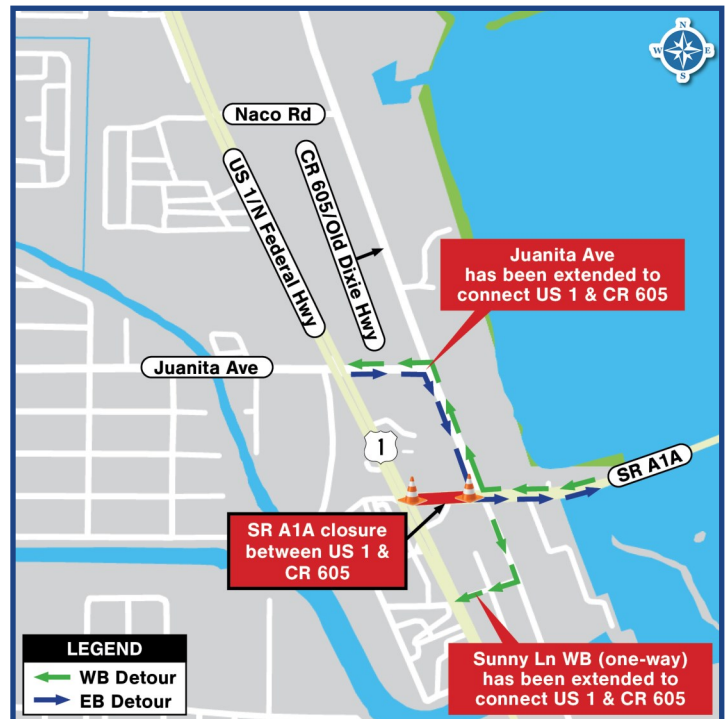 N
W E
S
Naco Rd
US 1/N Federal Hwy
CR 605/Old Dixie Hwy
Juanita Ave
has been extended to
connect US 1 & CR 605
Juanita Ave
1
SR A1A
SR A1A closure
between US 1 &
CR 605
LEGEND
WB Detour
EB Detour
Sunny Ln WB (one-way)
has been extended to
connect US 1 & CR 605